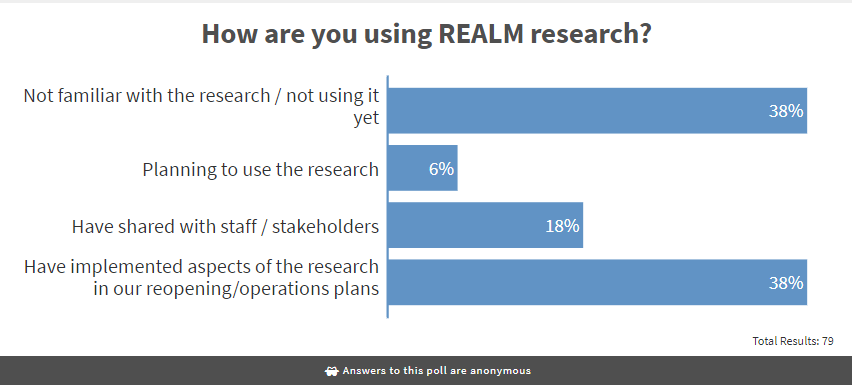 How are you using REALM research?
Not familiar with the research / not using it
yet
38%
Planning to use the research
6%
Have shared with staff / stakeholders
18%
Have implemented aspects of the research
in our reopening/operations plans
38%
Total Results: 79
Answers to this poll are anonymous